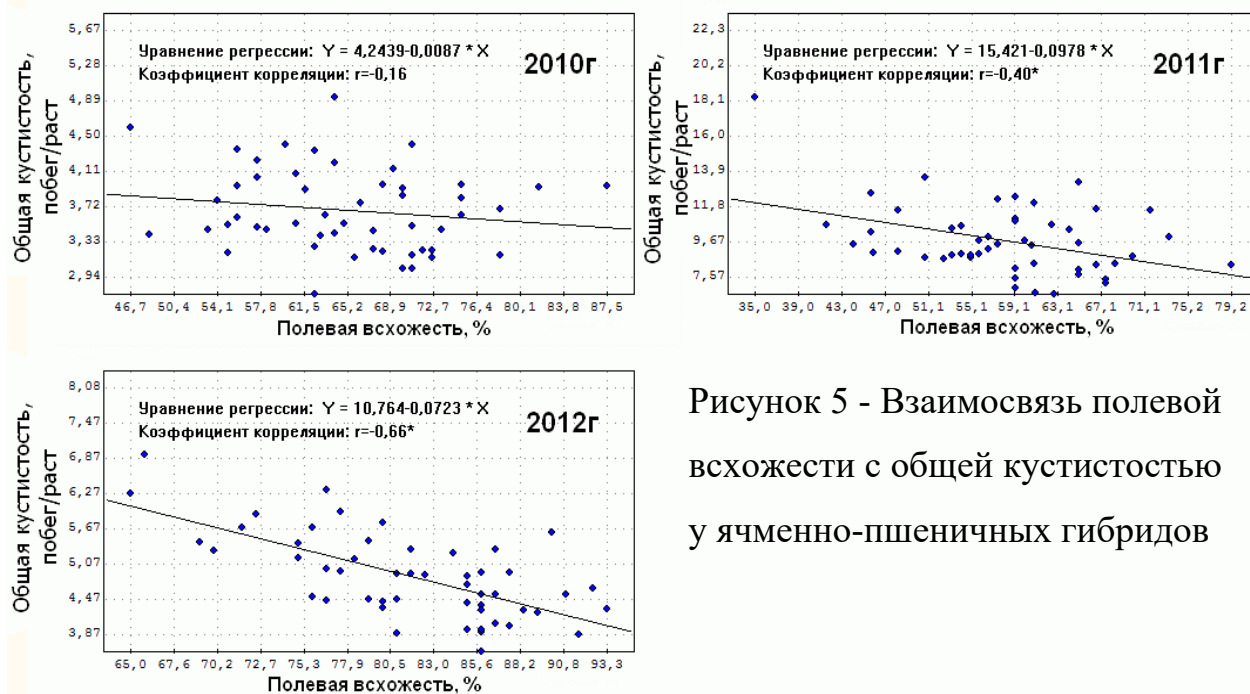 Общая кустистость,
побег/раст
5,67
5,28
4,89
4,50
4,11
3,72
3,33
2,94
Уравнение регрессии: Y = 4,2439-0,0087 * X
Коэффициент корреляции: r=-0,16
2010г
46,7 50,4 54,1 57,8 61,5 65,2 68,9 72,7 76,4 80,1 83,8 87,5
Полевая всхожесть, %
Общая кустистость,
побег/раст
22,3
20,2
18,1
16,0
13,9
11,8
9,67
7,57
Уравнение регрессии: Y = 15,421-0,0978 * X
Коэффициент корреляции: r=-0,40*
2011г
35,0 39,0 43,0 47,0 51,1 55,1 59,1 63,1 67,1 71,1 75,2 79,2
Полевая всхожесть, %
Общая кустистость,
побег/раст
8,08
7,47
6,87
6,27
5,67
5,07
4,47
3,87
Уравнение регрессии: Y = 10,764-0,0723 * X
Коэффициент корреляции: r=-0,66*
2012г
65,0 67,6 70,2 72,7 75,3 77,9 80,5 83,0 85,6 88,2 90,8 93,3
Полевая всхожесть, %
Рисунок 5 - Взаимосвязь полевой
всхожести с общей кустистостью
у ячменно-пшеничных гибридов